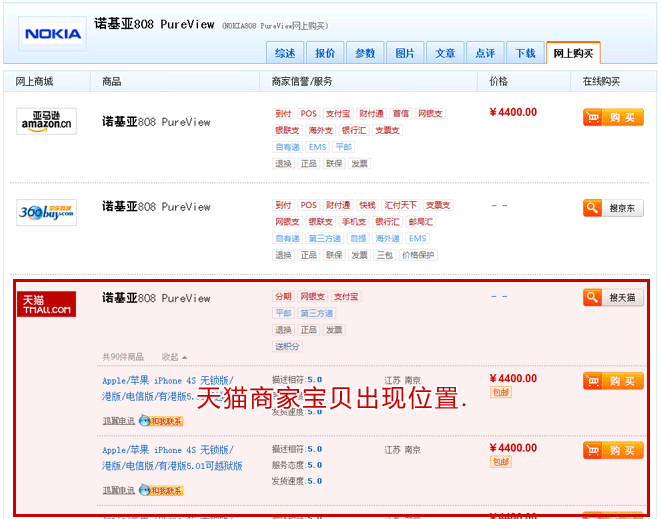 NOKIA
诺基亚808 PureView (NOKIA808 PureView网上购买)
综述 报价 参数 图片 文章 点评 下载 网上购买
网上商城 商品 商家信誉/服务 价格 在线购买
亚马逊
amazon.cn
诺基亚808 PureView
到付 POS 支付宝 财付通 首信 网银支
银联支 海外支 银行汇 支票支
自有递 EMS 平邮
退换 正品 联保 发票
¥4400.00
购买
360buy.com 京东商城
诺基亚808 PureView
到付 POS 财付通 快钱 汇付天下 支票支
网银支 银联支 手机支 银行汇 邮局汇
自有递 第三方递 自提 海外递 EMS
退换 正品 联保 发票 三包 价格保护
- -
搜京东
天猫
TMALL.COM
诺基亚808 PureView
分期 网银支 支付宝
平邮 第三方递
退换 正品 发票
送积分
- -
搜天猫
共90件商品 收起
Apple/苹果 iPhone 4S 无锁版/
港版/电信版/有港版5.
鸿翼电讯 和我联系
描述相符:5.0
发货速度:5.0
江苏 南京
¥4400.00
包邮
购买
天猫商家宝贝出现位置.
Apple/苹果 iPhone 4S 无锁版/
港版/电信版/有港版5.01可越狱版
鸿翼电讯 和我联系
描述相符:5.0
服务态度:5.0
发货速度:5.0
江苏 南京
¥4400.00
包邮
购买